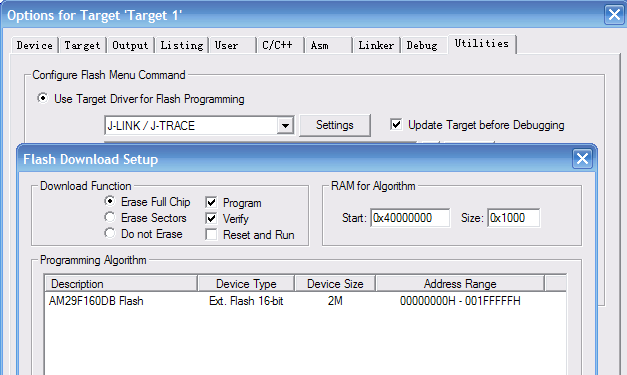 Options for Target 'Target 1'
Device Target Output Listing User C/C++ Asm Linker Debug Utilities
Configure Flash Menu Command
Use Target Driver for Flash Programming
J-LINK / J-TRACE Settings Update Target before Debugging
Flash Download Setup
Download Function RAM for Algorithm
Erase Full Chip Program
Erase Sectors Verify Start: 0x40000000 Size: 0x1000
Do not Erase Reset and Run
Programming Algorithm
Description Device Type Device Size Address Range
AM29F160DB Flash Ext. Flash 16-bit 2M 00000000H - 001FFFFFH